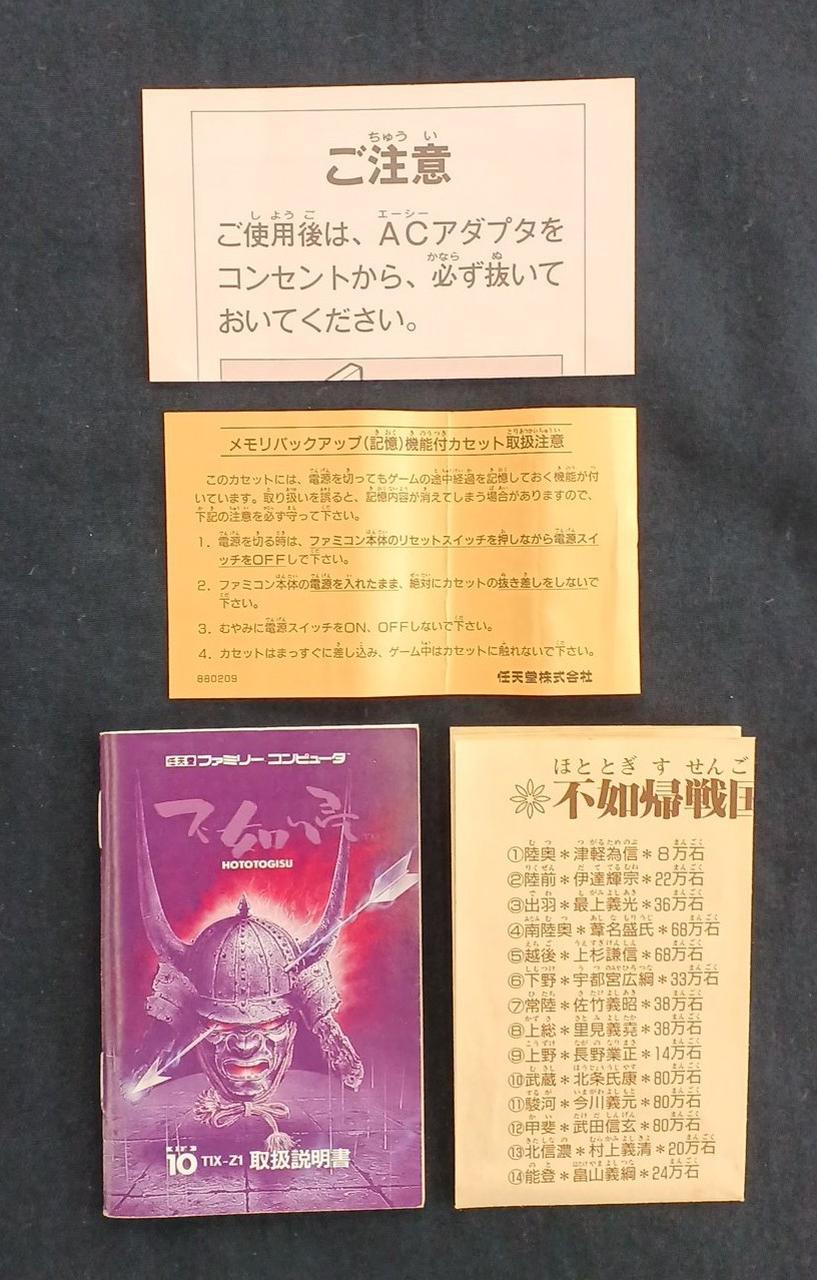 ご注意
ご使用後は、ACアダプタを
コンセントから、必ず抜いて
おいてください。
メモリバックアップ(記憶)機能付カセット取扱注意
このカセットには、電源を切ってもゲームの途中経過を記憶しておく機能が付
いています。取り扱いを誤ると、記憶内容が消えてしまう場合がありますので、
下記の注意を必ず守って下さい。
1. 電源を切る時は、ファミコン本体のリセットスイッチを押しながら電源スイ
ッチをOFFして下さい。
2. ファミコン本体の電源を入れたまま、絶対にカセットの抜き差しをしないで
下さい。
3. むやみに電源スイッチをON、OFFしないで下さい。
4. カセットはまっすぐに差し込み、ゲーム中はカセットに触れないで下さい。
880209
任天堂株式会社
任天堂 ファミリーコンピュータ
不如帰
HOTOTOGISU
10 TIX-Z1 取扱説明書
ほととぎす せんご
不如帰戦国
①陸奥*津軽為信*8万石
②陸前*伊達輝宗*22万石
③出羽*最上義光*36万石
④南陸奥*葦名盛氏*68万石
⑤越後*上杉謙信*68万石
⑥下野*宇都宮広綱*33万石
⑦常陸*佐竹義昭*38万石
⑧上総*里見義堯*38万石
⑨上野*長野業正*14万石
⑩武蔵*北条氏康*80万石
⑪駿河*今川義元*80万石
⑫甲斐*武田信玄*80万石
⑬北信濃*村上義清*20万石
⑭能登*畠山義綱*24万石